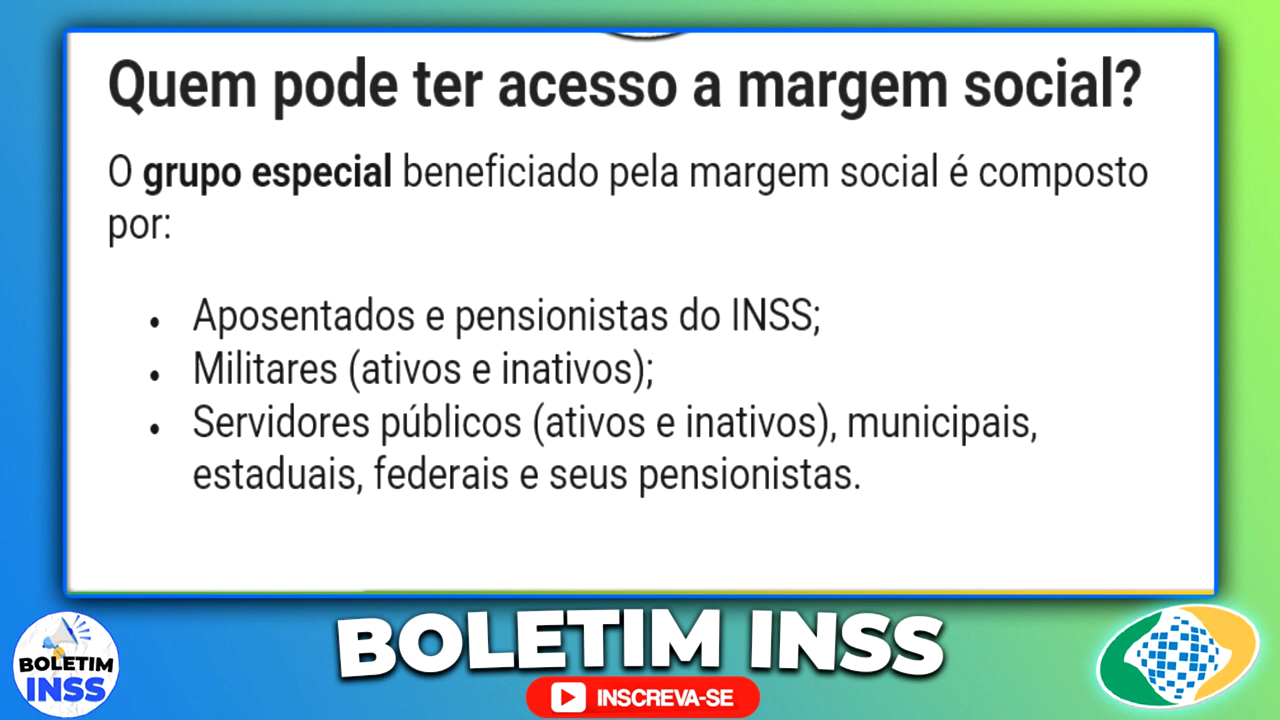 Quem pode ter acesso a margem social?
O grupo especial beneficiado pela margem social é composto
por:
• Aposentados e pensionistas do INSS;
• Militares (ativos e inativos);
• Servidores públicos (ativos e inativos), municipais,
estaduais, federais e seus pensionistas.
BOLETIM INSS
BOLETIM
INSS
INSCREVA-SE